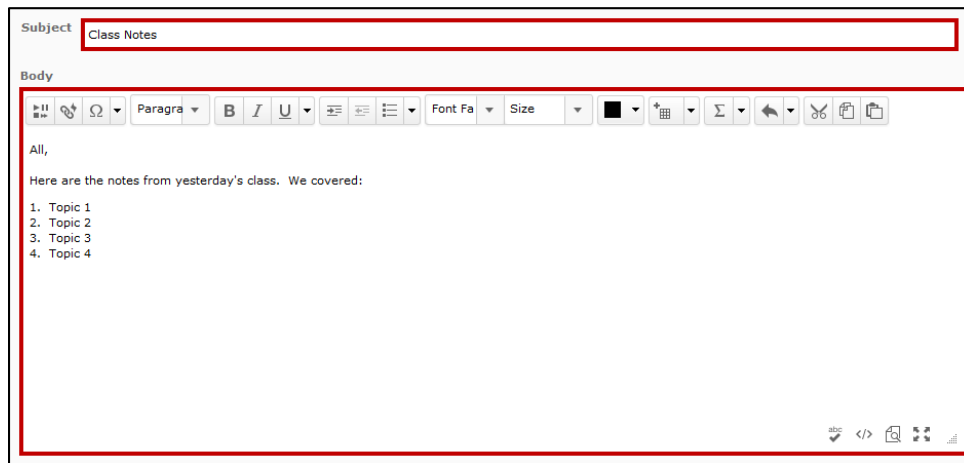 Subject
Class Notes
Body
Paragra
B I U
Font Fa
Size
Ω
Σ
All,
Here are the notes from yesterday's class.  We covered:
1.  Topic 1
2.  Topic 2
3.  Topic 3
4.  Topic 4
abc
</>